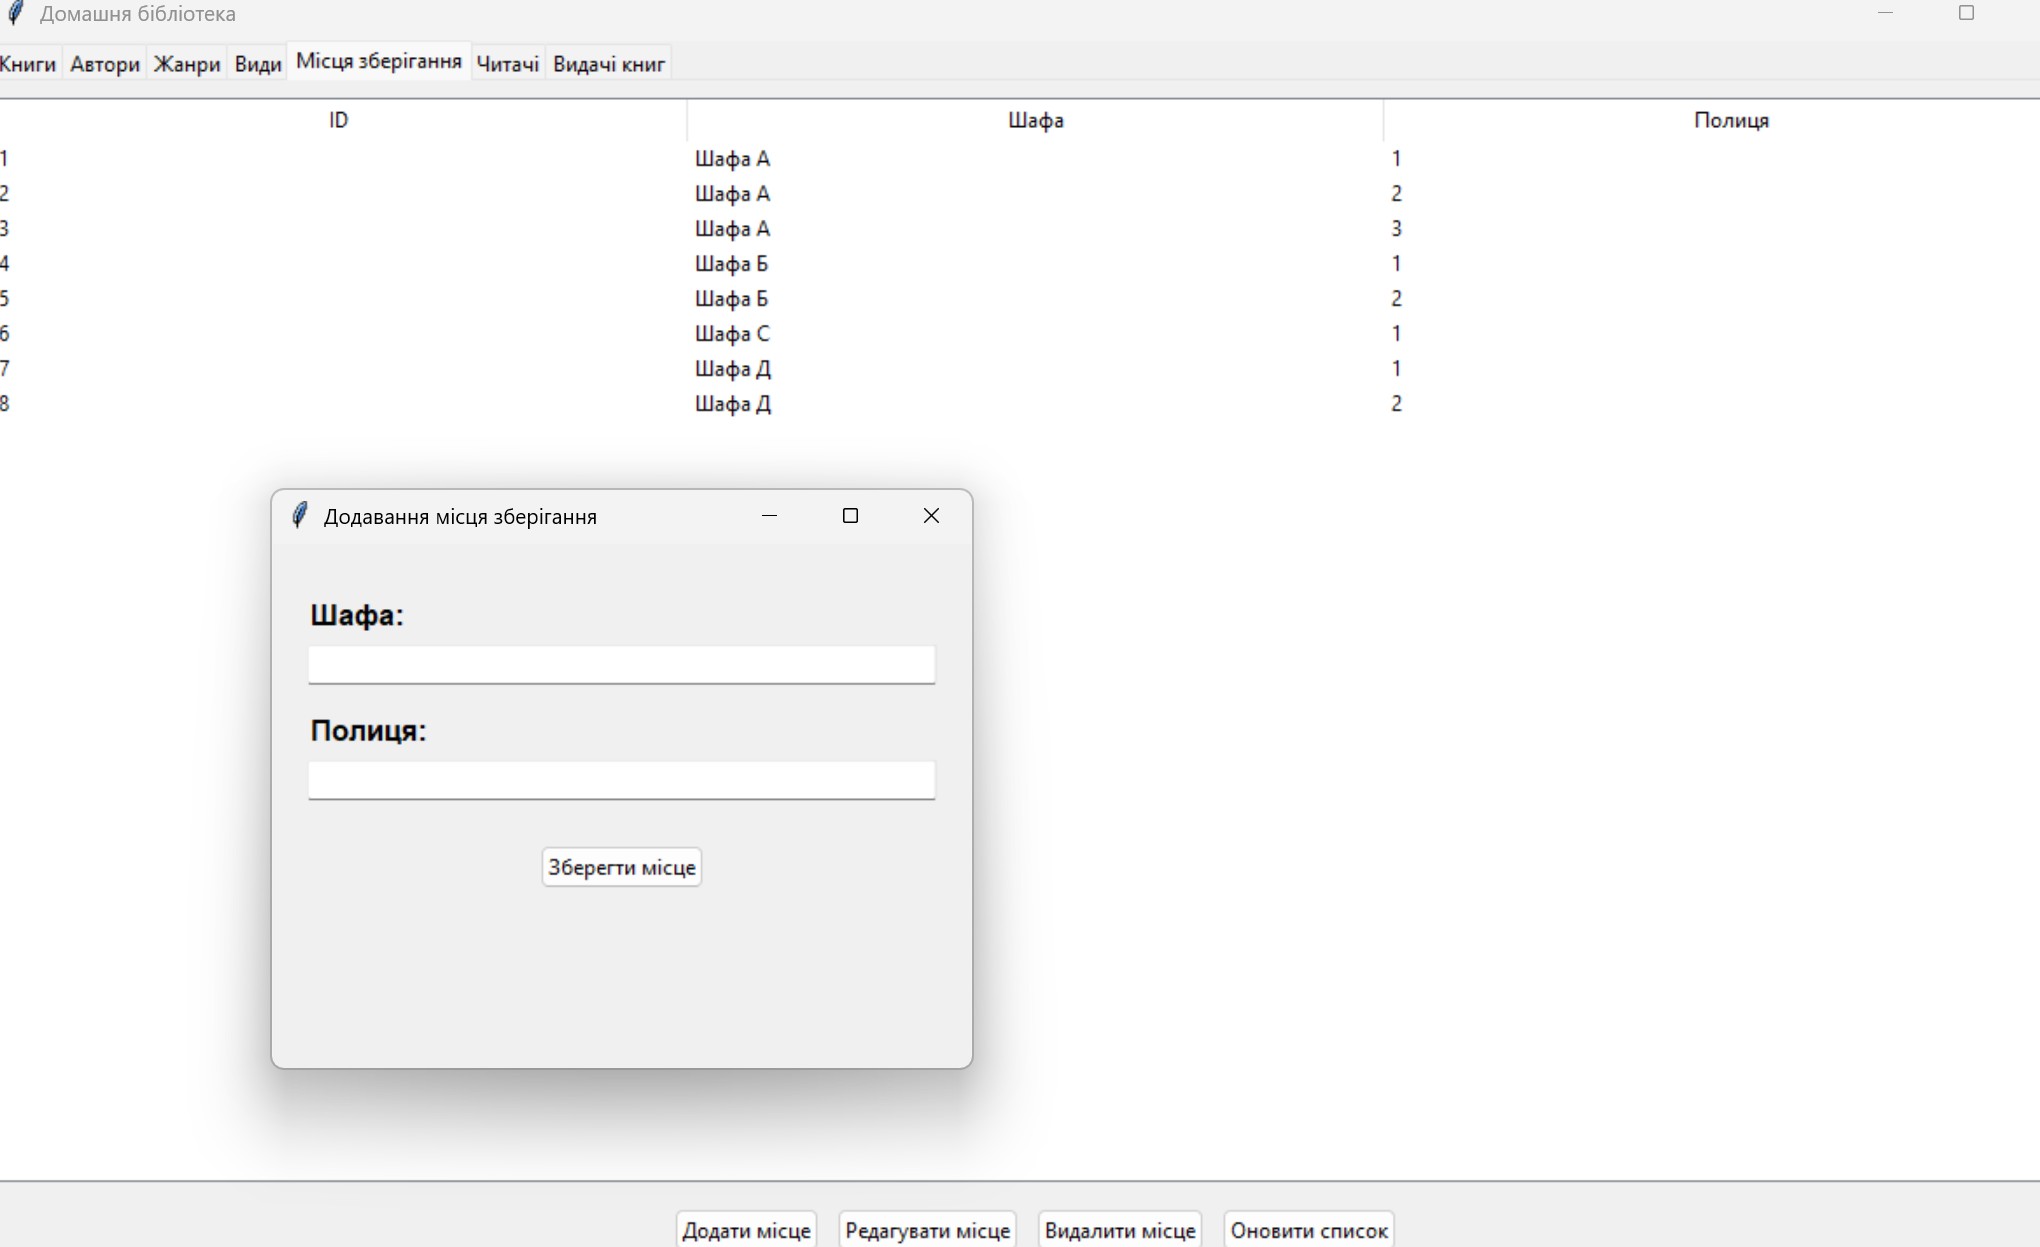 Домашня бібліотека
Книги Автори Жанри Види Місця зберігання Читачі Видачі книг
ID Шафа Полиця
1 Шафа А 1
2 Шафа А 2
3 Шафа А 3
4 Шафа Б 1
5 Шафа Б 2
6 Шафа С 1
7 Шафа Д 1
8 Шафа Д 2
Додавання місця зберігання
Шафа:
Полиця:
Зберегти місце
Додати місце Редагувати місце Видалити місце Оновити список